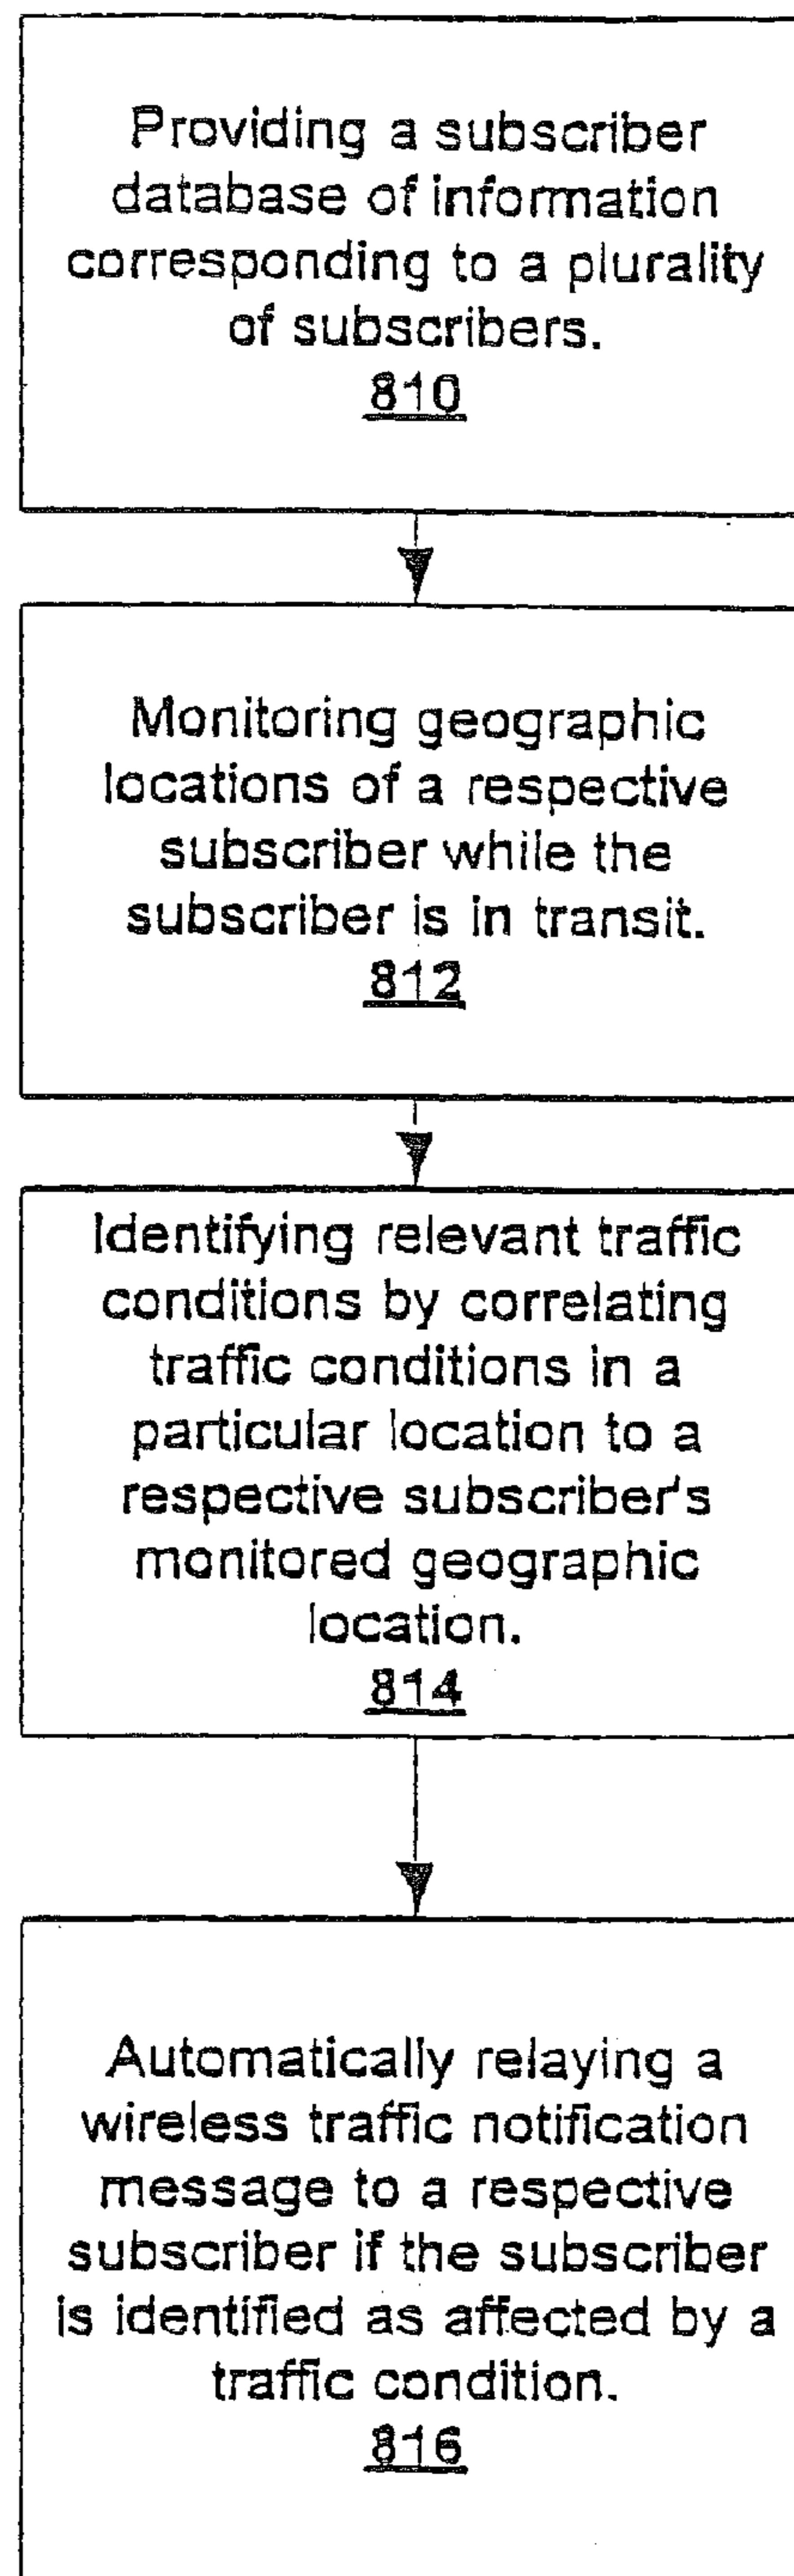 Providing a subscriber
database of information
corresponding to a plurality
of subscribers.
810
Monitoring geographic
locations of a respective
subscriber while the
subscriber is in transit.
812
Identifying relevant traffic
conditions by correlating
traffic conditions in a
particular location to a
respective subscriber's
monitored geographic
location.
814
Automatically relaying a
wireless traffic notification
message to a respective
subscriber if the subscriber
is identified as affected by a
traffic condition.
816